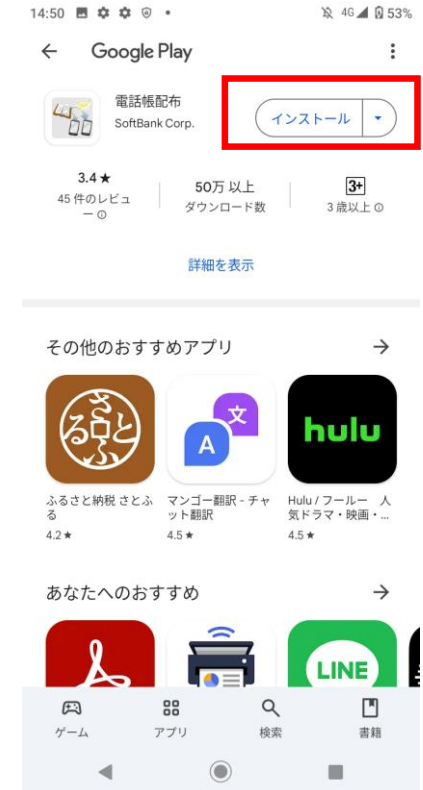 14:50
4G 53%
Google Play
電話帳配布
SoftBank Corp.
インストール
3.4★
45 件のレビュ
ー
50万 以上
ダウンロード数
3+
3 歳以上
詳細を表示
その他のおすすめアプリ
さとふる
A 文
hulu
ふるさと納税 さとふ
る
4.2★
マンゴー翻訳 - チャ
ット翻訳
4.5★
Hulu / フールー 人
気ドラマ・映画・...
4.5★
あなたへのおすすめ
LINE
ゲーム
アプリ
検索
書籍